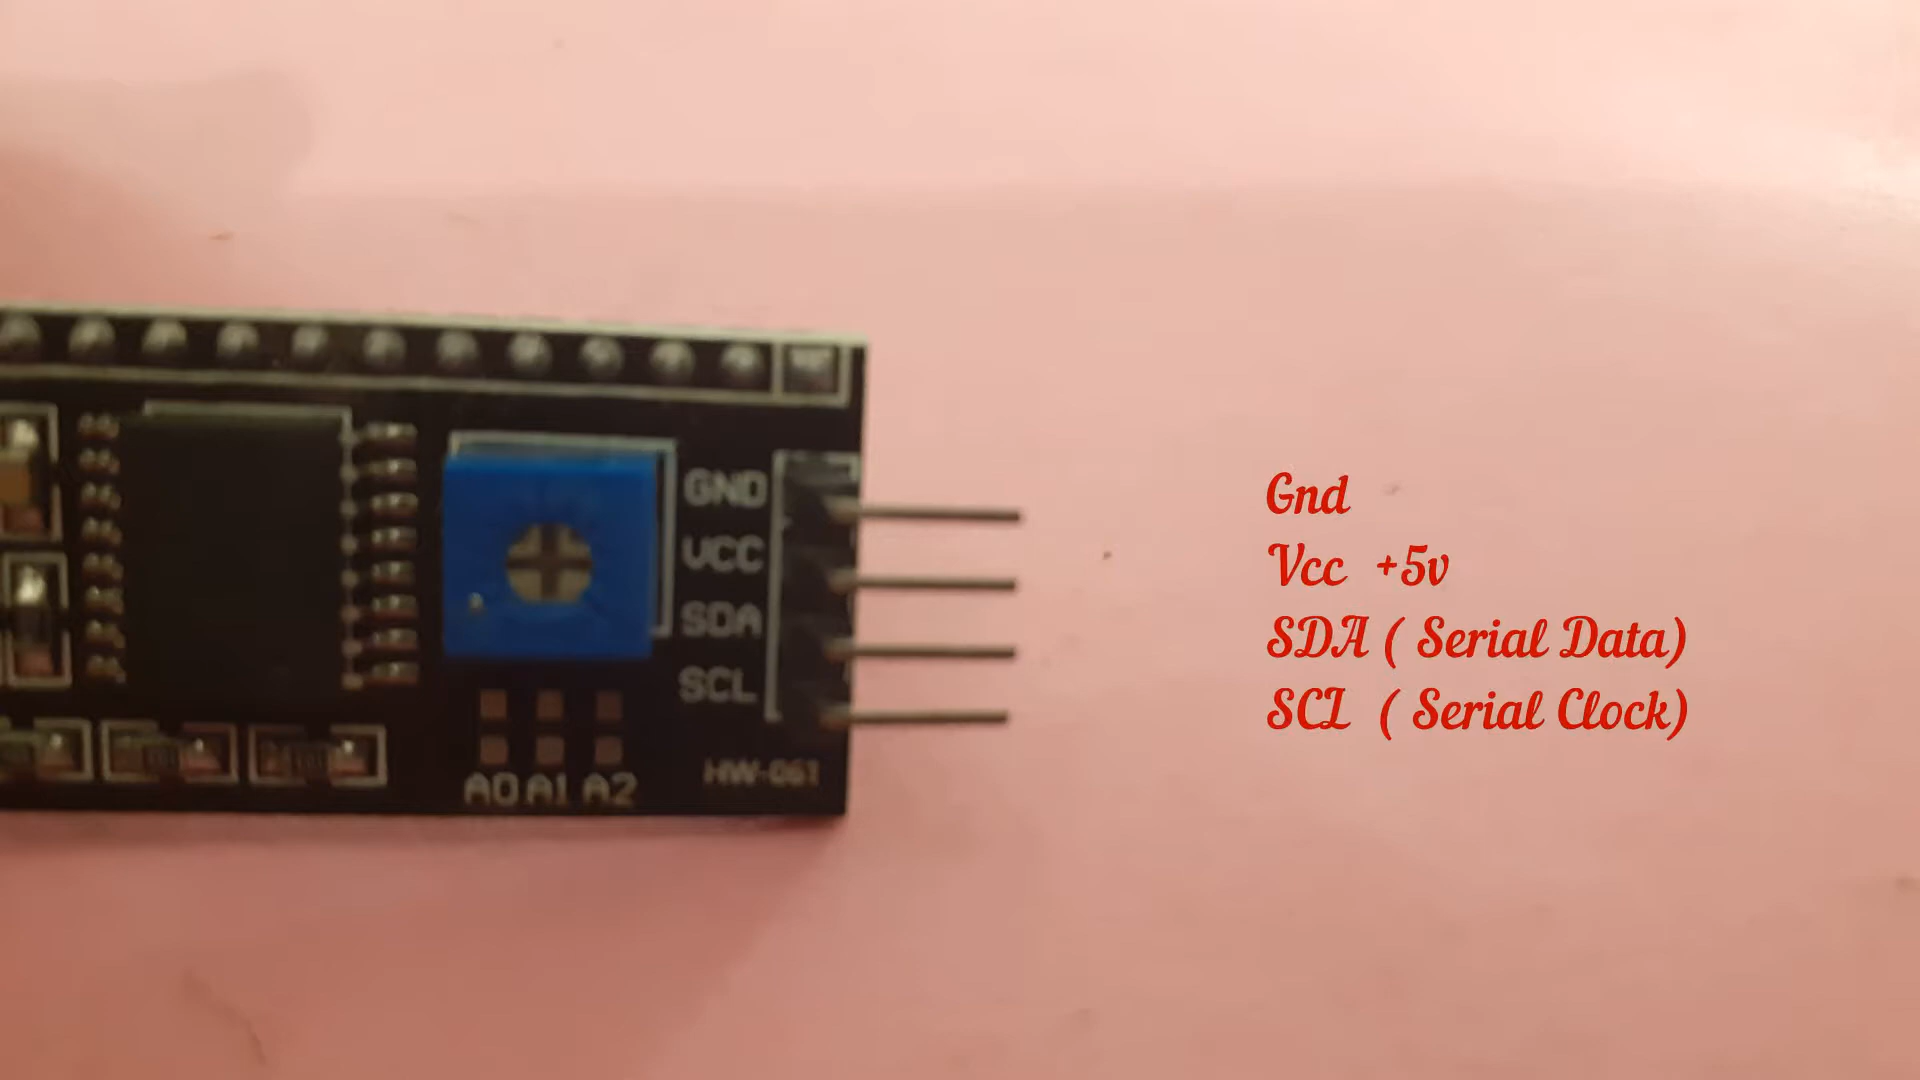 GND
VCC
SDA
SCL
A0 A1 A2
HW-061
Gnd
Vcc +5v
SDA ( Serial Data)
SCL ( Serial Clock)